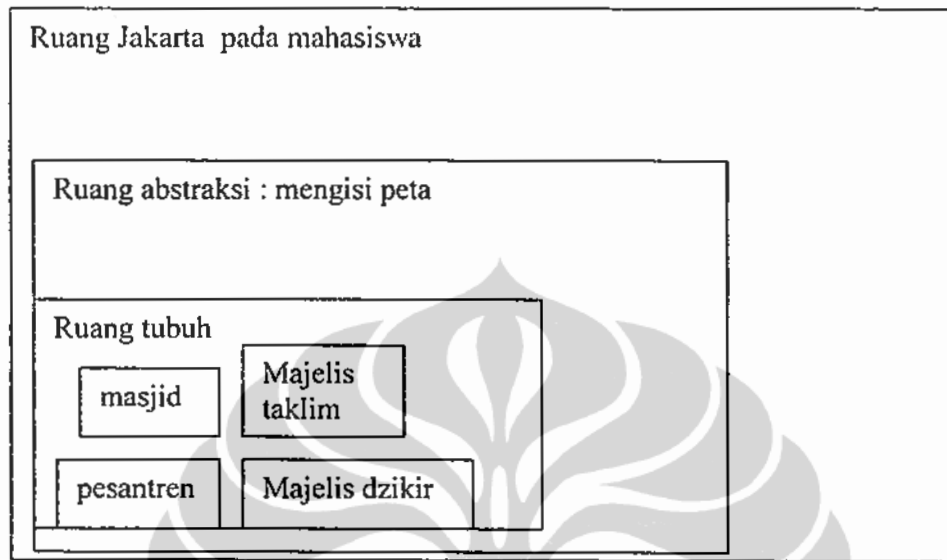 Ruang Jakarta pada mahasiswa
Ruang abstraksi : mengisi peta
Ruang tubuh
masjid
Majelis
taklim
pesantren
Majelis dzikir